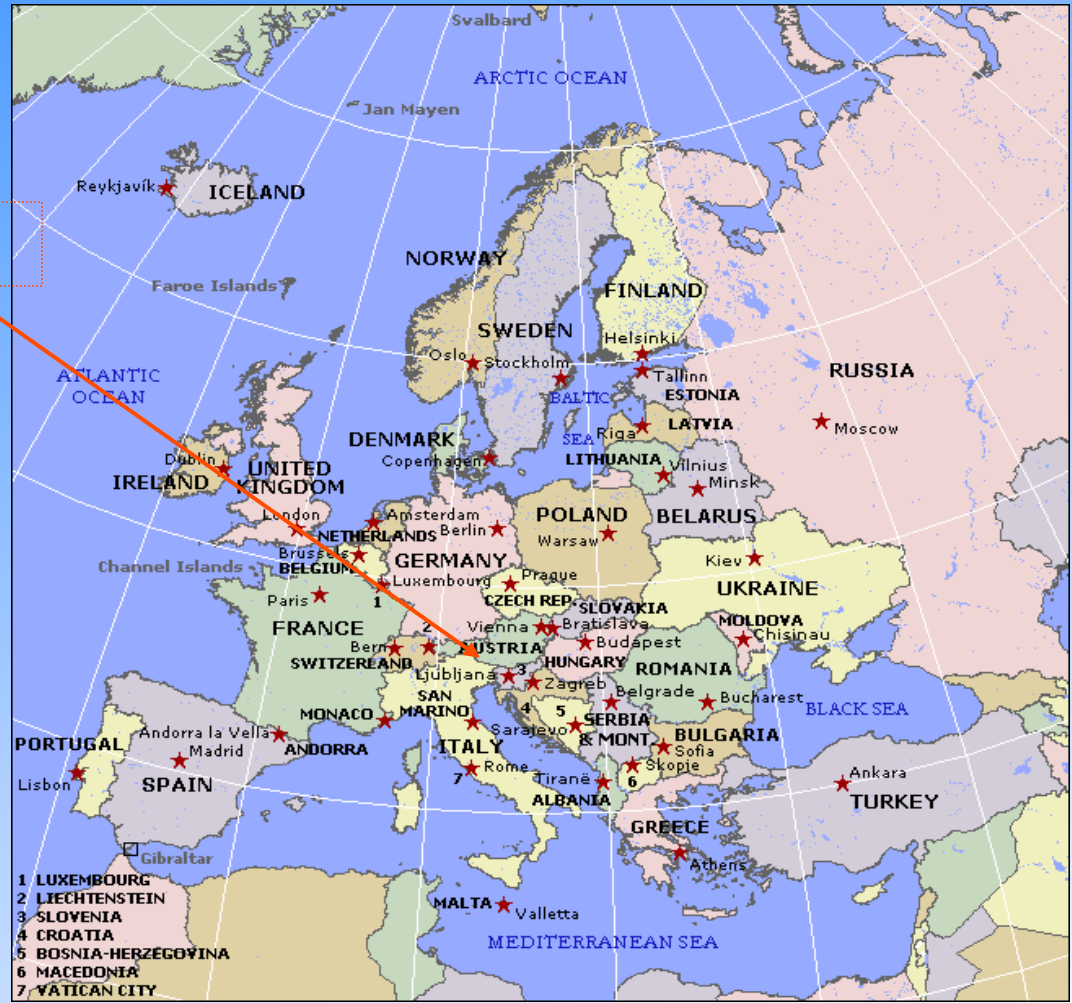 Svalbard
ARCTIC OCEAN
Jan Mayen
Reykjavík
ICELAND
NORWAY
Faroe Islands
FINLAND
SWEDEN
Helsinki
Oslo
Stockholm
Tallinn
ATLANTIC
OCEAN
RUSSIA
BALTIC
SEA
ESTONIA
Riga
LATVIA
Moscow
DENMARK
Copenhagen
LITHUANIA
Vilnius
Minsk
Dublin
IRELAND
UNITED
KINGDOM
London
Amsterdam
NETHERLANDS
Berlin
POLAND
Warsaw
BELARUS
Brussels
BELGIUM
GERMANY
Kiev
UKRAINE
Channel Islands
Luxembourg
1
Prague
CZECH REP.
Paris
FRANCE
SLOVAKIA
Vienna
Bratislava
MOLDOVA
Chisinau
2
Bern
SWITZERLAND
AUSTRIA
Budapest
HUNGARY
ROMANIA
Ljubljana
3
Zagreb
Belgrade
Bucharest
SAN
MARINO
MONACO
4
5
Sarajevo
SERBIA
& MONT.
BLACK SEA
Andorra la Vella
ANDORRA
PORTUGAL
Madrid
Lisbon
SPAIN
ITALY
7
Rome
BULGARIA
Sofia
Skopje
6
Tiranë
ALBANIA
Ankara
TURKEY
GREECE
Athens
Gibraltar
MALTA
Valletta
MEDITERRANEAN SEA
1 LUXEMBOURG
2 LIECHTENSTEIN
3 SLOVENIA
4 CROATIA
5 BOSNIA-HERZEGOVINA
6 MACEDONIA
7 VATICAN CITY